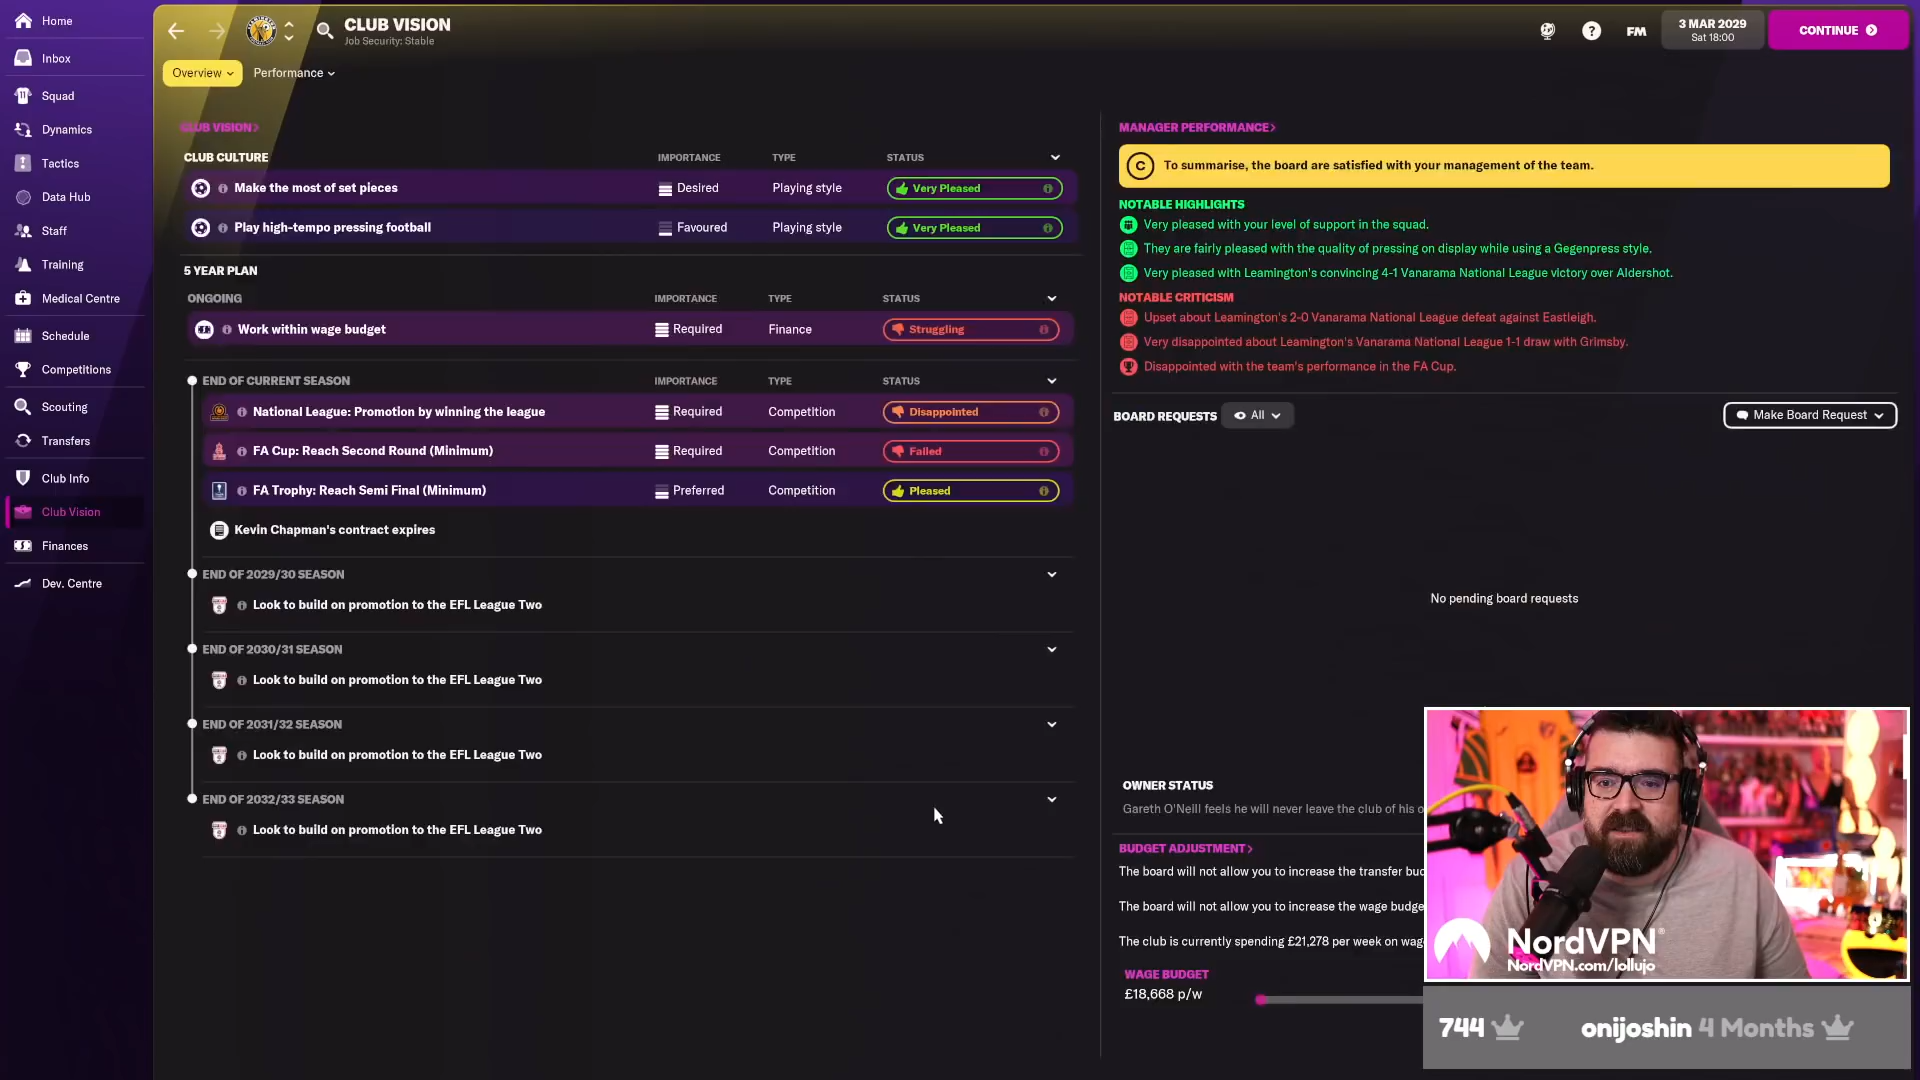 Home
Inbox
Squad
Dynamics
Tactics
Data Hub
Staff
Training
Medical Centre
Schedule
Competitions
Scouting
Transfers
Club Info
Club Vision
Finances
Dev. Centre
CLUB VISION
Job Security: Stable
FM
3 MAR 2029
Sat 18:00
CONTINUE
Overview
Performance
CLUB VISION>
CLUB CULTURE IMPORTANCE TYPE STATUS
Make the most of set pieces Desired Playing style Very Pleased
Play high-tempo pressing football Favoured Playing style Very Pleased
5 YEAR PLAN
ONGOING IMPORTANCE TYPE STATUS
Work within wage budget Required Finance Struggling
END OF CURRENT SEASON IMPORTANCE TYPE STATUS
National League: Promotion by winning the league Required Competition Disappointed
FA Cup: Reach Second Round (Minimum) Required Competition Failed
FA Trophy: Reach Semi Final (Minimum) Preferred Competition Pleased
Kevin Chapman's contract expires
END OF 2029/30 SEASON
Look to build on promotion to the EFL League Two
END OF 2030/31 SEASON
Look to build on promotion to the EFL League Two
END OF 2031/32 SEASON
Look to build on promotion to the EFL League Two
END OF 2032/33 SEASON
Look to build on promotion to the EFL League Two
MANAGER PERFORMANCE>
C To summarise, the board are satisfied with your management of the team.
NOTABLE HIGHLIGHTS
Very pleased with your level of support in the squad.
They are fairly pleased with the quality of pressing on display while using a Gegenpress style.
Very pleased with Leamington's convincing 4-1 Vanarama National League victory over Aldershot.
NOTABLE CRITICISM
Upset about Leamington's 2-0 Vanarama National League defeat against Eastleigh.
Very disappointed about Leamington's Vanarama National League 1-1 draw with Grimsby.
Disappointed with the team's performance in the FA Cup.
BOARD REQUESTS All Make Board Request
No pending board requests
OWNER STATUS
Gareth O'Neill feels he will never leave the club of his o
BUDGET ADJUSTMENT>
The board will not allow you to increase the transfer bud
The board will not allow you to increase the wage budge
The club is currently spending £21,278 per week on wag
WAGE BUDGET
£18,668 p/w
NordVPN®
NordVPN.com/lollujo
744 onijoshin 4 Months